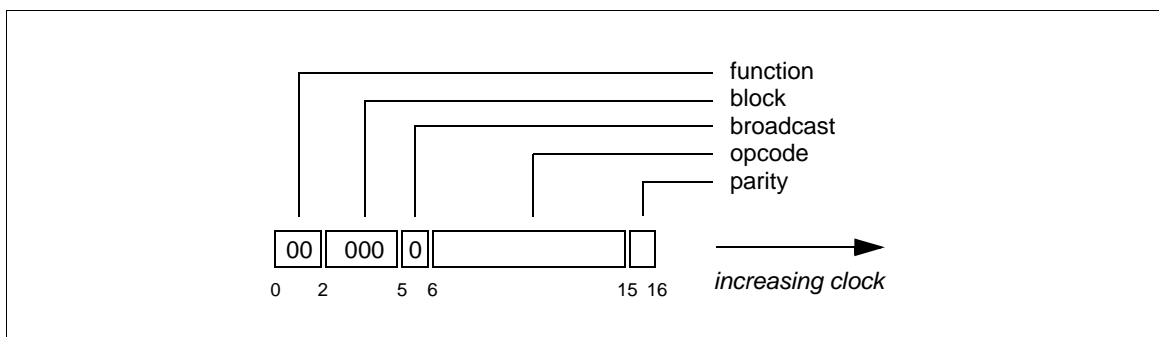 function
block
broadcast
opcode
parity
00 000 0
0 2 5 6 15 16
increasing clock